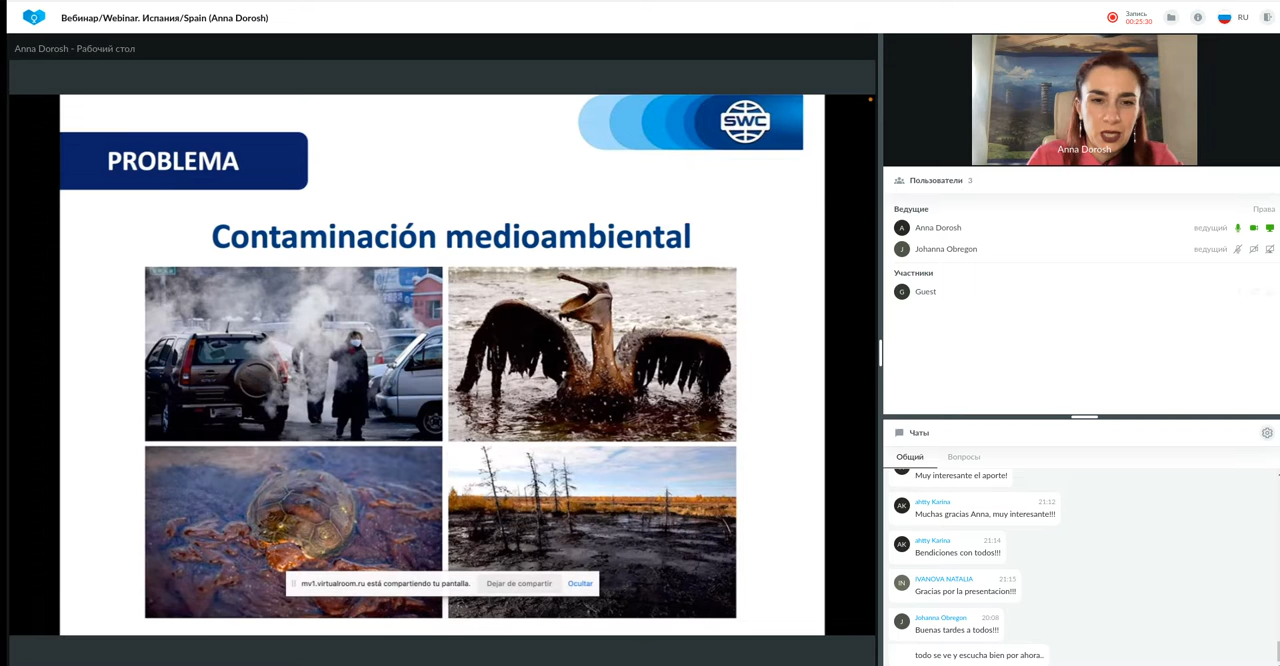 Вебинар/Webinar. Испания/Spain (Anna Dorosh)
Запись
00:25:30
RU
Anna Dorosh - Рабочий стол
SWC
PROBLEMA
Contaminación medioambiental
mv1.virtualroom.ru está compartiendo tu pantalla.
Dejar de compartir
Ocultar
Anna Dorosh
Пользователи 3
Ведущие Права
A Anna Dorosh ведущий
J Johanna Obregon ведущий
Участники
G Guest
Чаты
Общий Вопросы
Muy interesante el aporte!
AK ahtty Karina 21:12
Muchas gracias Anna, muy interesante!!!
AK ahtty Karina 21:14
Bendiciones con todos!!!
IN IVANOVA NATALIA 21:15
Gracias por la presentacion!!!
J Johanna Obregon 20:08
Buenas tardes a todos!!!
todo se ve y escucha bien por ahora..